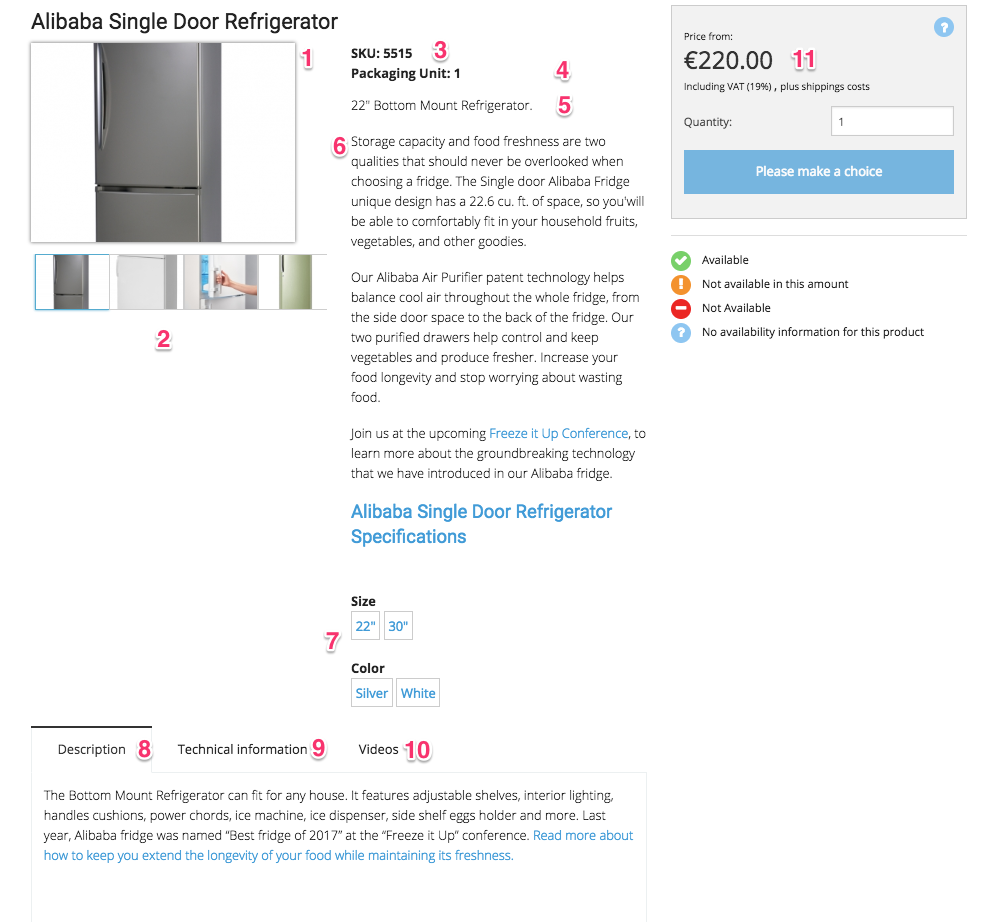 Alibaba Single Door Refrigerator
1
SKU: 5515 3
Packaging Unit: 1 4
22" Bottom Mount Refrigerator. 5
6 Storage capacity and food freshness are two
qualities that should never be overlooked when
choosing a fridge. The Single door Alibaba Fridge
unique design has a 22.6 cu. ft. of space, so you'will
be able to comfortably fit in your household fruits,
vegetables, and other goodies.
2
Our Alibaba Air Purifier patent technology helps
balance cool air throughout the whole fridge, from
the side door space to the back of the fridge. Our
two purified drawers help control and keep
vegetables and produce fresher. Increase your
food longevity and stop worrying about wasting
food.
Join us at the upcoming Freeze it Up Conference, to
learn more about the groundbreaking technology
that we have introduced in our Alibaba fridge.
Alibaba Single Door Refrigerator
Specifications
Size
7
22" 30"
Color
Silver White
Description 8 Technical information 9 Videos 10
The Bottom Mount Refrigerator can fit for any house. It features adjustable shelves, interior lighting,
handles cushions, power chords, ice machine, ice dispenser, side shelf eggs holder and more. Last
year, Alibaba fridge was named “Best fridge of 2017” at the “Freeze it Up” conference. Read more about
how to keep you extend the longevity of your food while maintaining its freshness.
?
Price from:
€220.00 11
Including VAT (19%) , plus shippings costs
Quantity: 1
Please make a choice
Available
! Not available in this amount
Not Available
? No availability information for this product